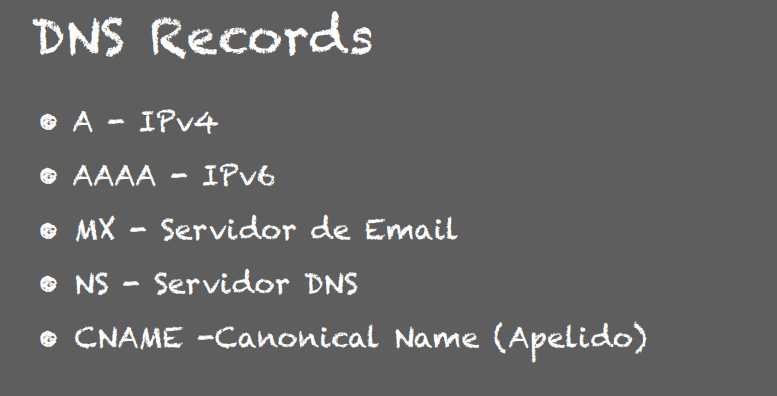 DNS Records
• A - IPv4
• AAAA - IPv6
• MX - Servidor de Email
• NS - Servidor DNS
• CNAME -Canonical Name (Apelido)